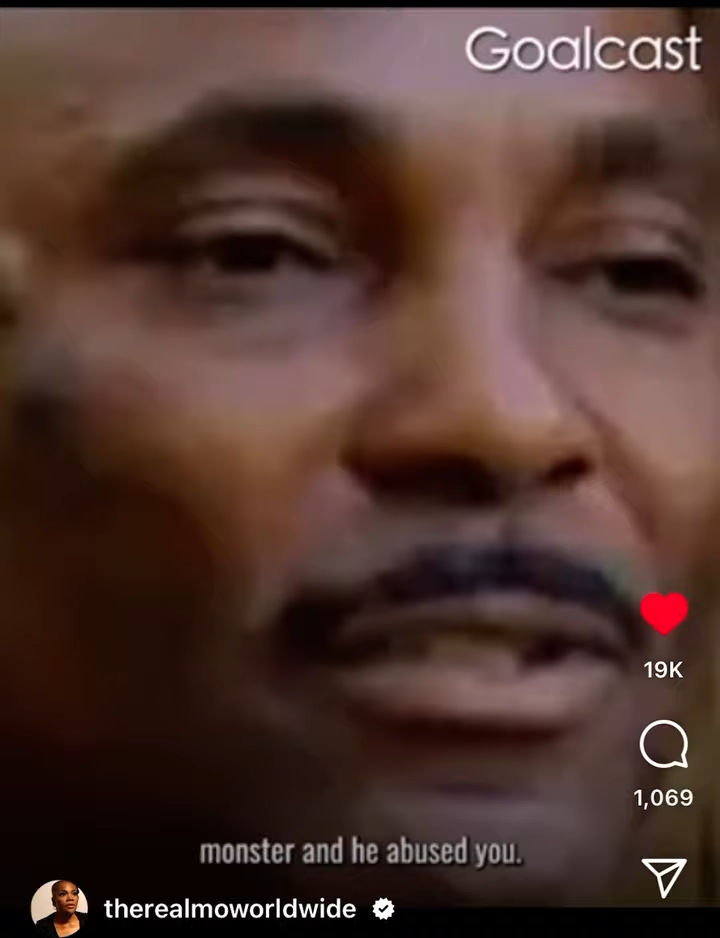 Goalcast
19K
1,069
monster and he abused you.
therealmoworldwide